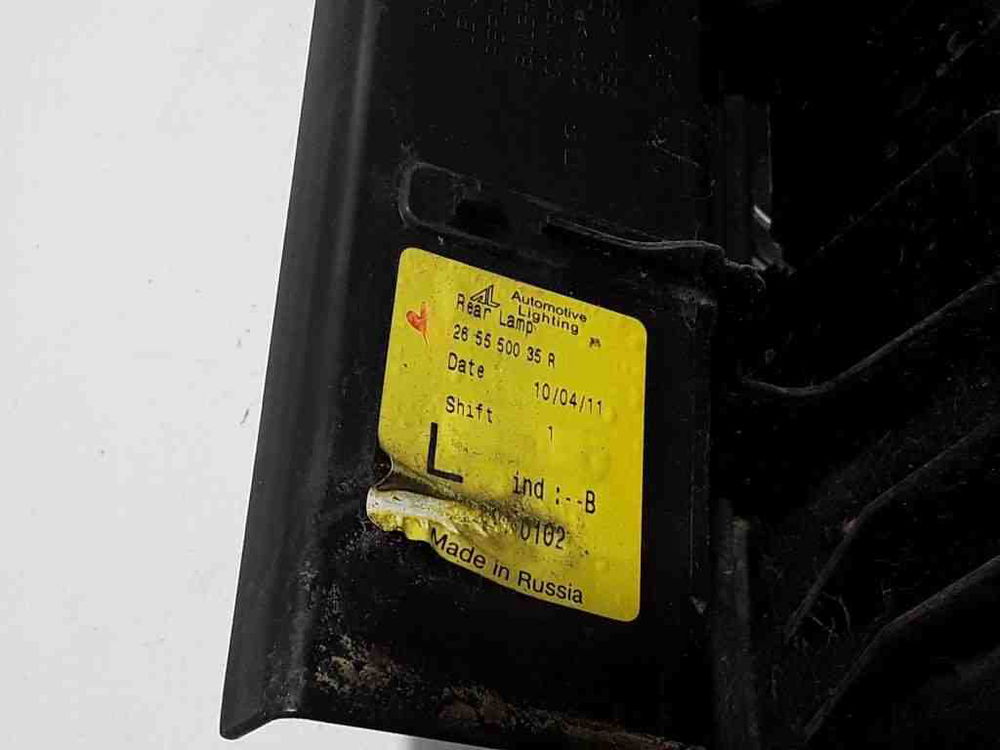 AL Automotive
Lighting
Rear Lamp
26 55 500 35 R
Date 10/04/11
Shift 1
L
ind :--B
0102
Made in Russia